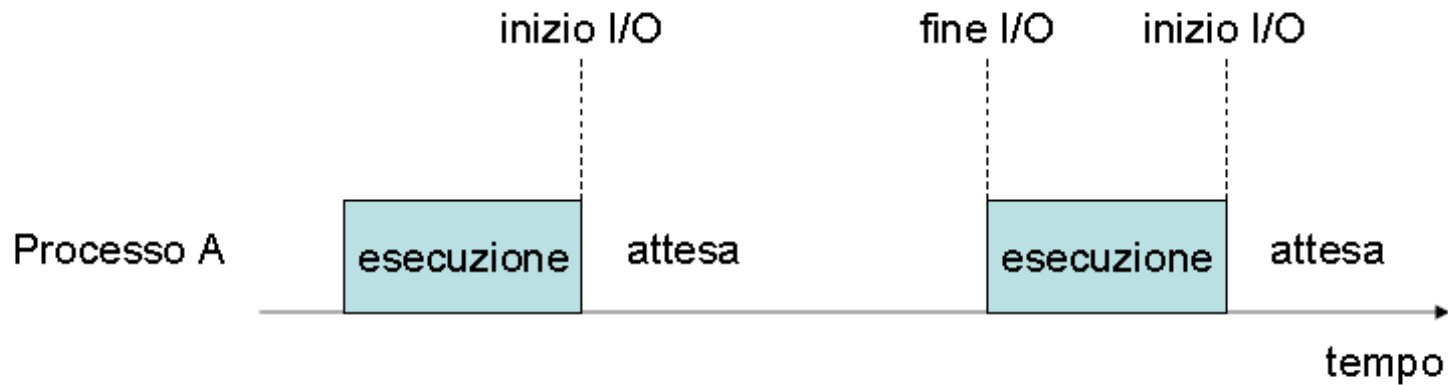 inizio I/O fine I/O inizio I/O
Processo A esecuzione attesa esecuzione attesa
tempo